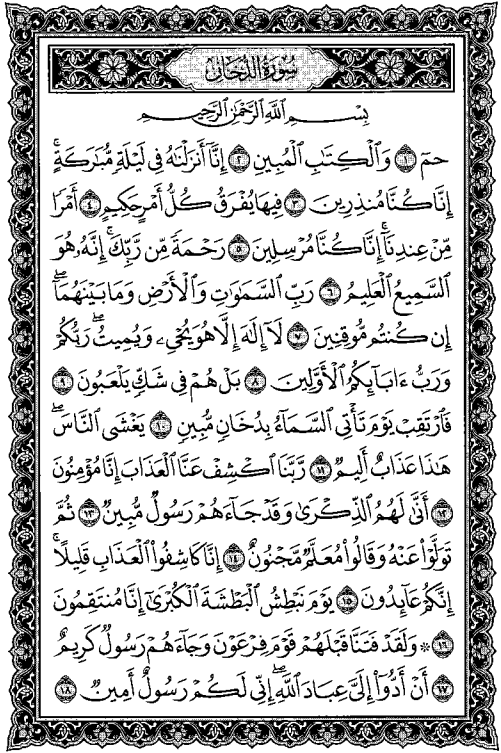 سُورَةُ الدُّخَانِ
بِسْمِ اللَّهِ الرَّحْمَٰنِ الرَّحِيمِ
حمٓ ١ وَالْكِتَٰبِ الْمُبِينِ ٢ إِنَّآ أَنزَلْنَٰهُ فِى لَيْلَةٍ مُّبَٰرَكَةٍ ۚ
إِنَّا كُنَّا مُنذِرِينَ ٣ فِيهَا يُفْرَقُ كُلُّ أَمْرٍ حَكِيمٍ ٤ أَمْرًا
مِّنْ عِندِنَآ ۚ إِنَّا كُنَّا مُرْسِلِينَ ٥ رَحْمَةً مِّن رَّبِّكَ ۚ إِنَّهُۥ هُوَ
السَّمِيعُ الْعَلِيمُ ٦ رَبِّ السَّمَٰوَٰتِ وَالْأَرْضِ وَمَا بَيْنَهُمَآ ۖ
إِن كُنتُم مُّوقِنِينَ ٧ لَآ إِلَٰهَ إِلَّا هُوَ يُحْىِۦ وَيُمِيتُ ۖ رَبُّكُمْ
وَرَبُّ ءَابَآئِكُمُ الْأَوَّلِينَ ٨ بَلْ هُمْ فِى شَكٍّ يَلْعَبُونَ ٩
فَارْتَقِبْ يَوْمَ تَأْتِى السَّمَآءُ بِدُخَانٍ مُّبِينٍ ١٠ يَغْشَى النَّاسَ ۖ
هَٰذَا عَذَابٌ أَلِيمٌ ١١ رَّبَّنَا اكْشِفْ عَنَّا الْعَذَابَ إِنَّا مُؤْمِنُونَ
١٢ أَنَّىٰ لَهُمُ الذِّكْرَىٰ وَقَدْ جَآءَهُمْ رَسُولٌ مُّبِينٌ ١٣ ثُمَّ
تَوَلَّوْا۟ عَنْهُ وَقَالُوا۟ مُعَلَّمٌ مَّجْنُونٌ ١٤ إِنَّا كَاشِفُوا۟ الْعَذَابِ قَلِيلًا ۚ
إِنَّكُمْ عَآئِدُونَ ١٥ يَوْمَ نَبْطِشُ الْبَطْشَةَ الْكُبْرَىٰٓ إِنَّا مُنتَقِمُونَ
١٦ ۞ وَلَقَدْ فَتَنَّا قَبْلَهُمْ قَوْمَ فِرْعَوْنَ وَجَآءَهُمْ رَسُولٌ كَرِيمٌ
١٧ أَنْ أَدُّوٓا۟ إِلَىَّ عِبَادَ اللَّهِ ۖ إِنِّى لَكُمْ رَسُولٌ أَمِينٌ ١٨